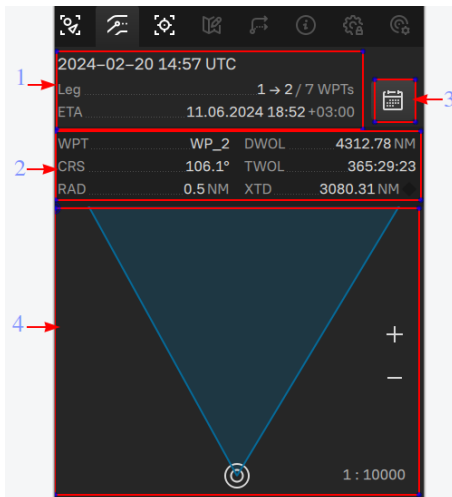 1
2024–02–20 14:57 UTC
Leg 1 → 2 / 7 WPTs
ETA 11.06.2024 18:52 +03:00
3
2
WPT WP_2 DWOL 4312.78 NM
CRS 106.1° TWOL 365:29:23
RAD 0.5 NM XTD 3080.31 NM
4
+
−
1 : 10000